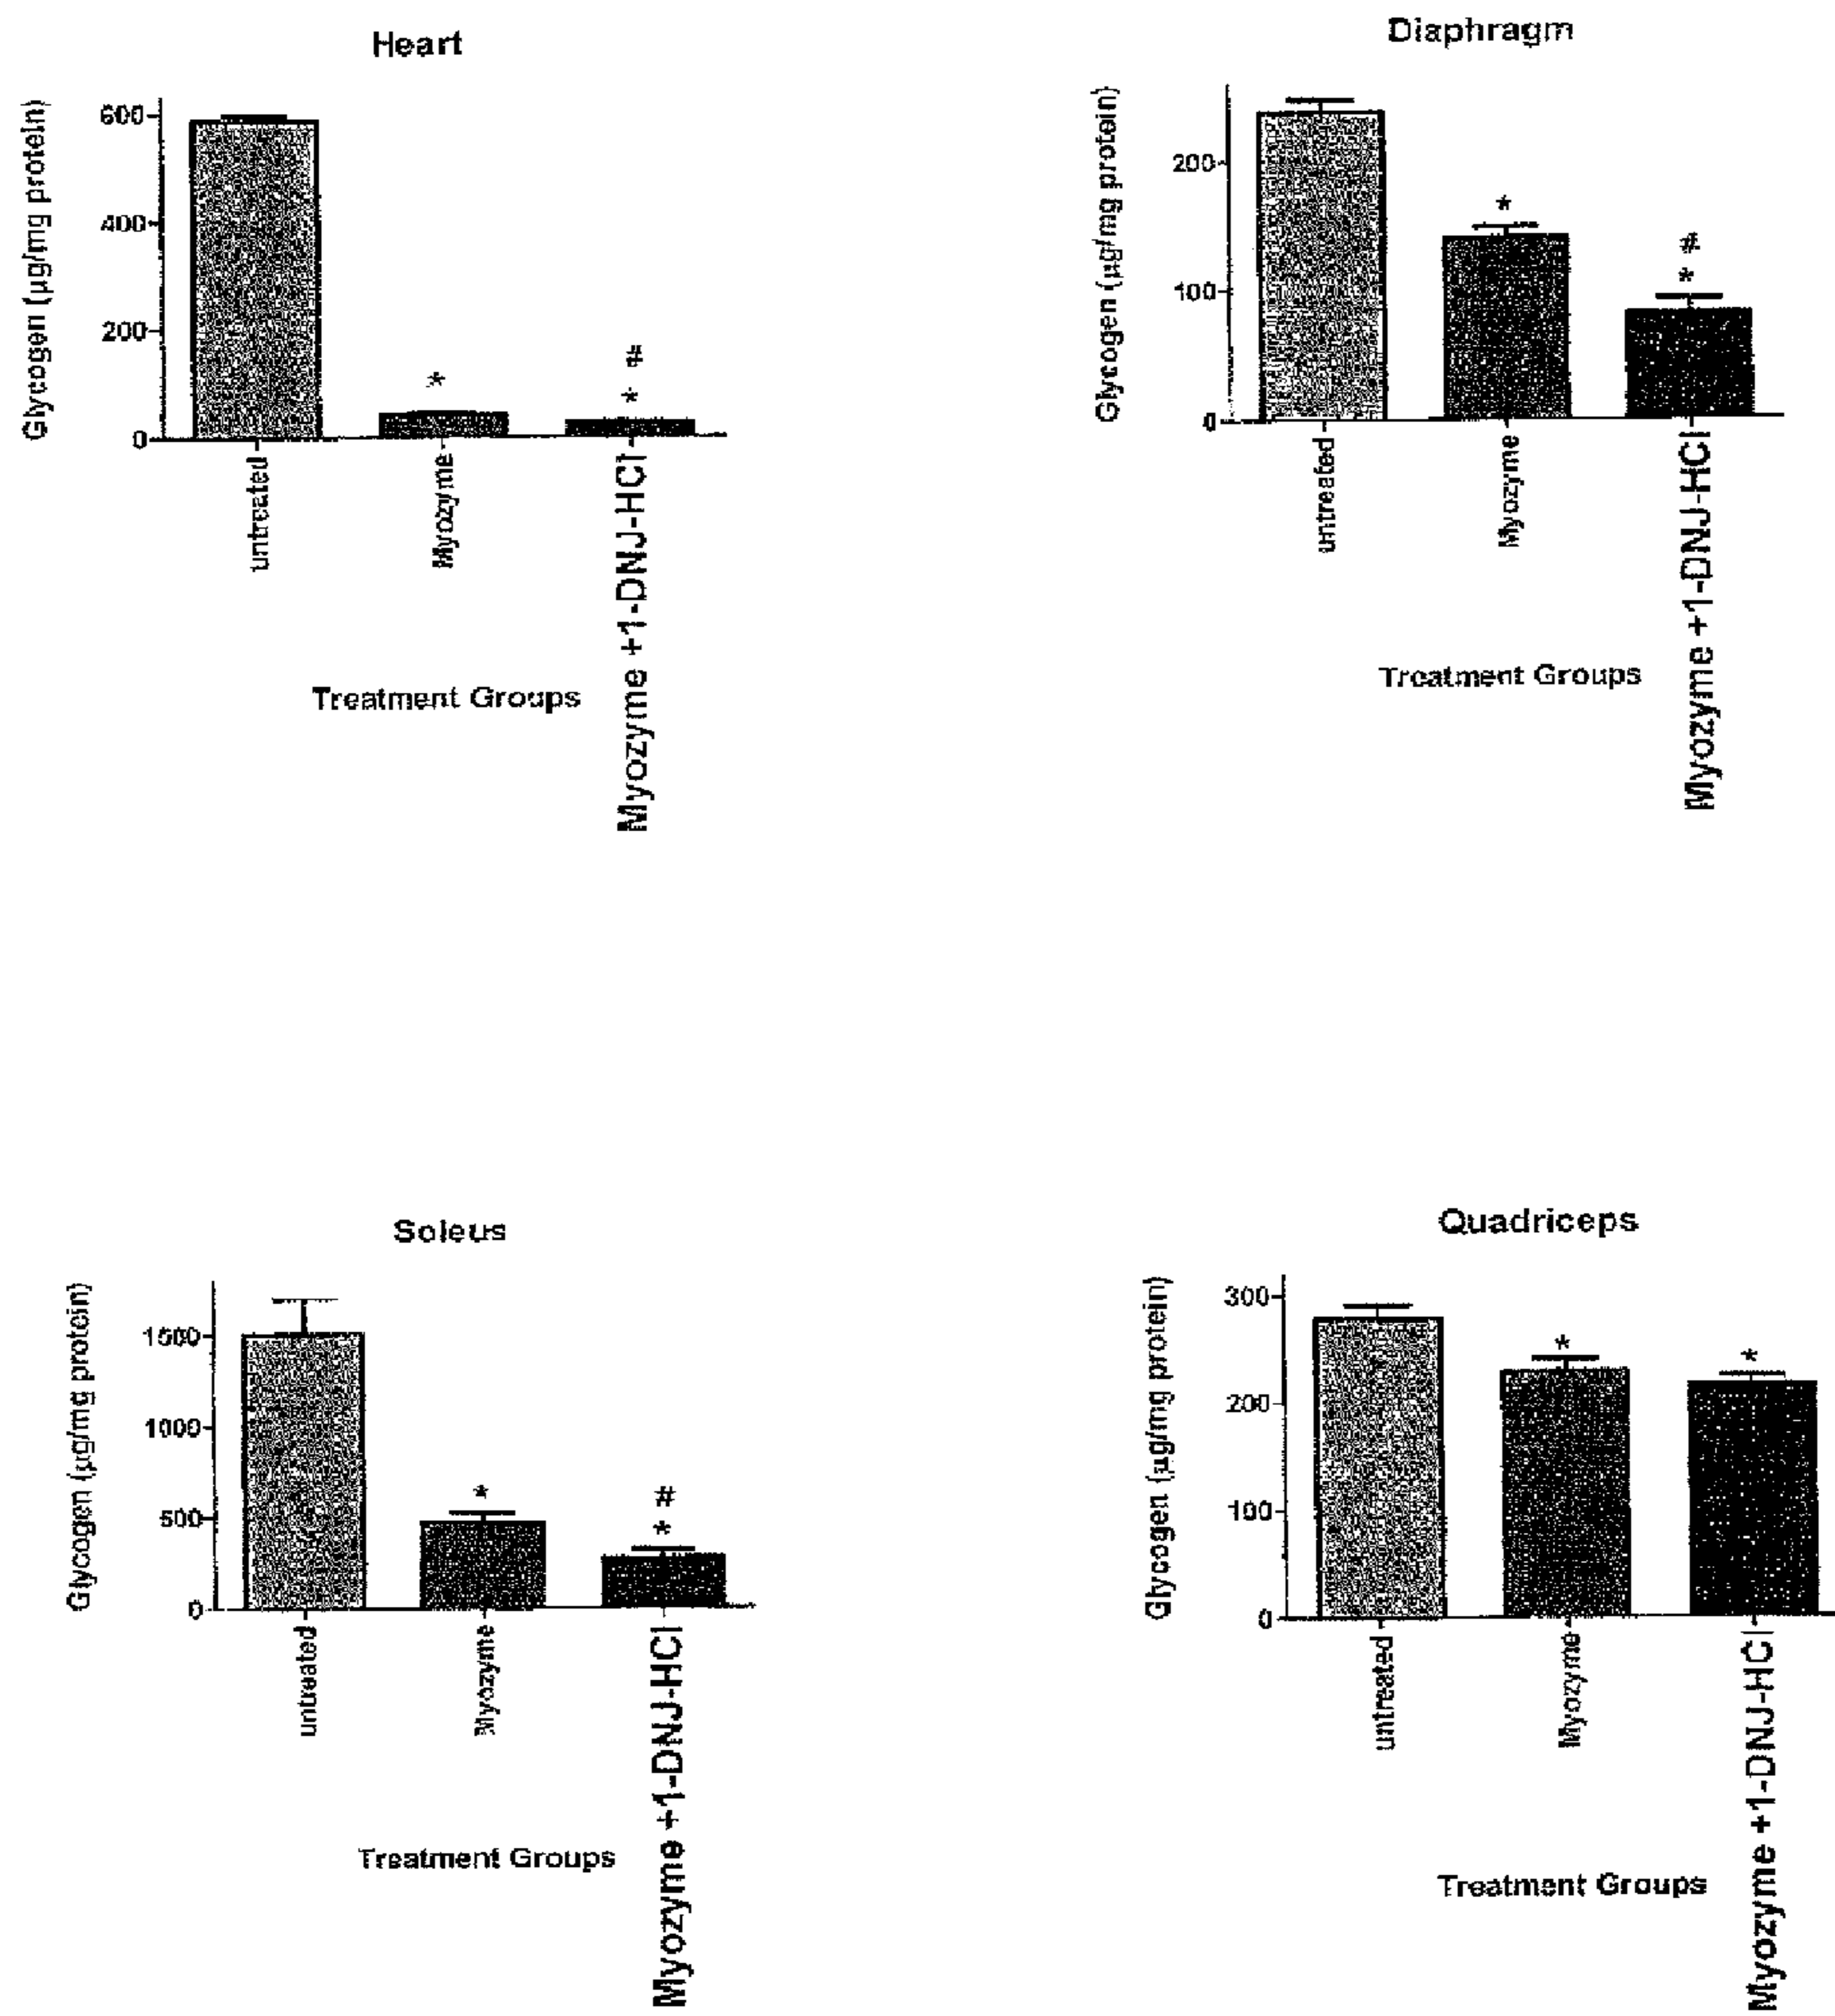 Heart
Glycogen (µg/mg protein)
600
400
200
0
*
#
*
untreated
Myozyme
Myozyme +1-DNJ-HCl
Treatment Groups
Diaphragm
Glycogen (µg/mg protein)
200
100
0
*
#
*
untreated
Myozyme
Myozyme +1-DNJ-HCl
Treatment Groups
Soleus
Glycogen (µg/mg protein)
1500
1000
500
0
*
#
*
untreated
Myozyme
Myozyme +1-DNJ-HCl
Treatment Groups
Quadriceps
Glycogen (µg/mg protein)
300
200
100
0
*
*
untreated
Myozyme
Myozyme +1-DNJ-HCl
Treatment Groups